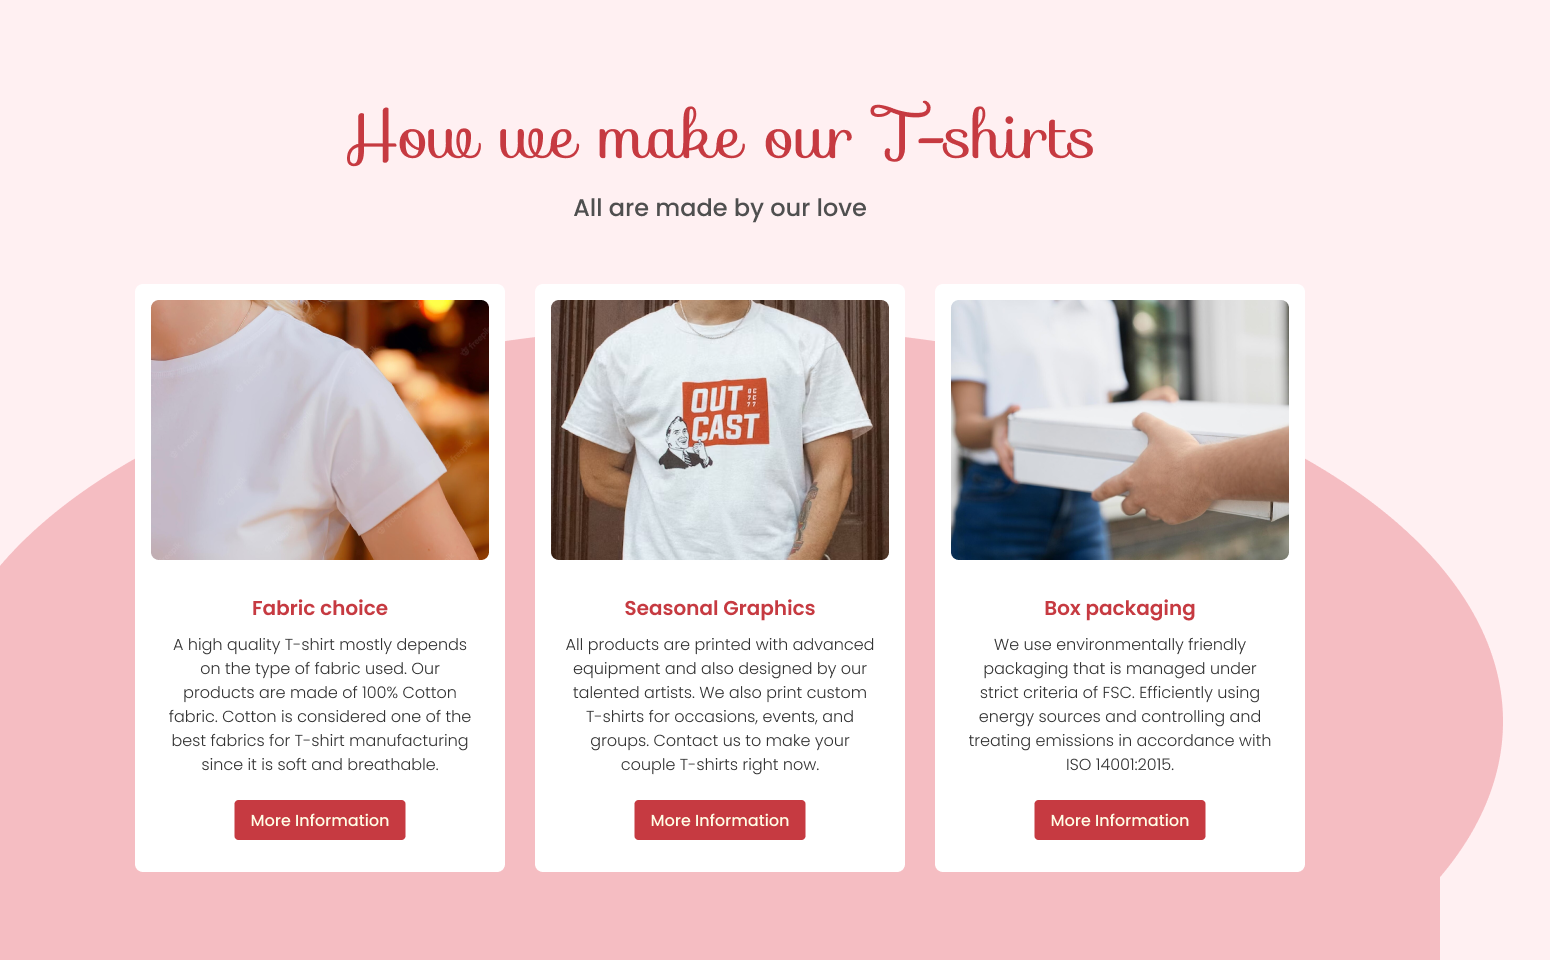 How we make our T-shirts
All are made by our love
OUT
CAST
Fabric choice
A high quality T-shirt mostly depends
on the type of fabric used. Our
products are made of 100% Cotton
fabric. Cotton is considered one of the
best fabrics for T-shirt manufacturing
since it is soft and breathable.
More Information
Seasonal Graphics
All products are printed with advanced
equipment and also designed by our
talented artists. We also print custom
T-shirts for occasions, events, and
groups. Contact us to make your
couple T-shirts right now.
More Information
Box packaging
We use environmentally friendly
packaging that is managed under
strict criteria of FSC. Efficiently using
energy sources and controlling and
treating emissions in accordance with
ISO 14001:2015.
More Information